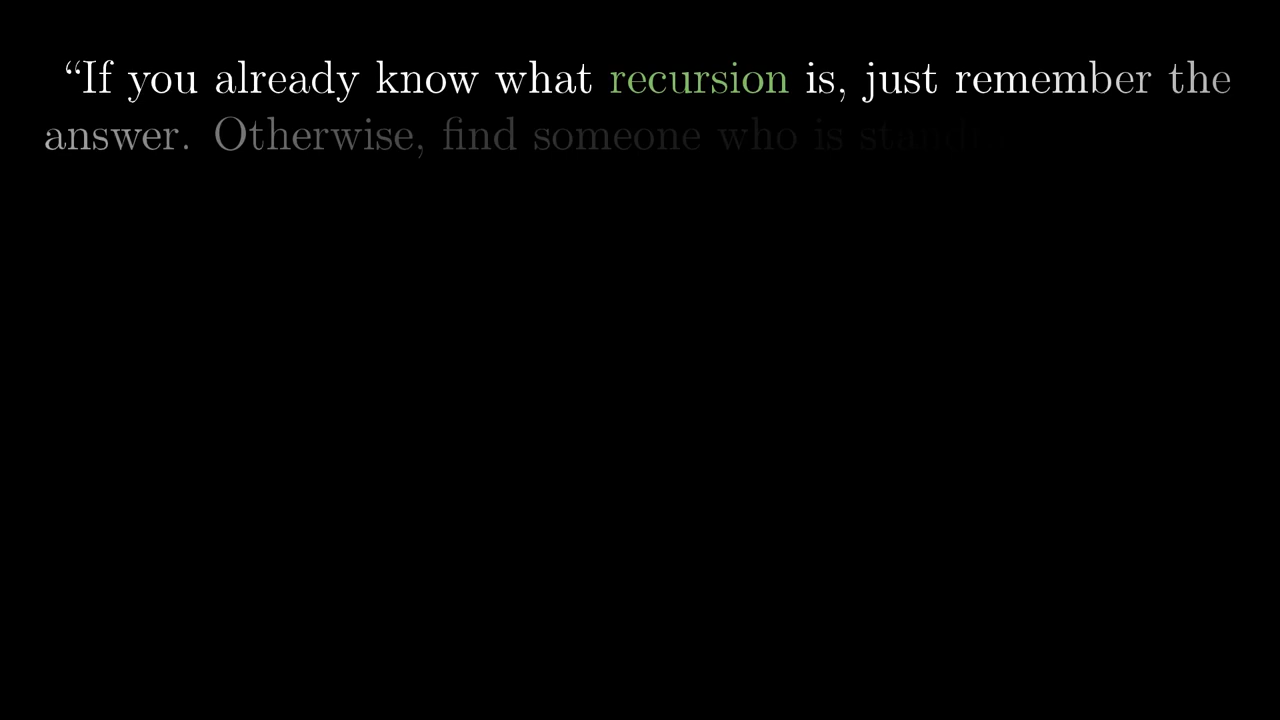 “If you already know what recursion is, just remember the
answer. Otherwise, find someone who is